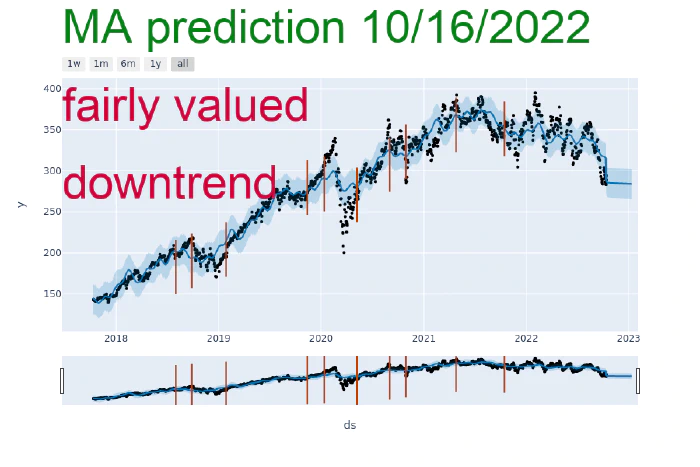 MA prediction 10/16/2022
1w 1m 6m 1y all
fairly valued
downtrend
400
350
300
250
200
150
y
2018 2019 2020 2021 2022 2023
ds